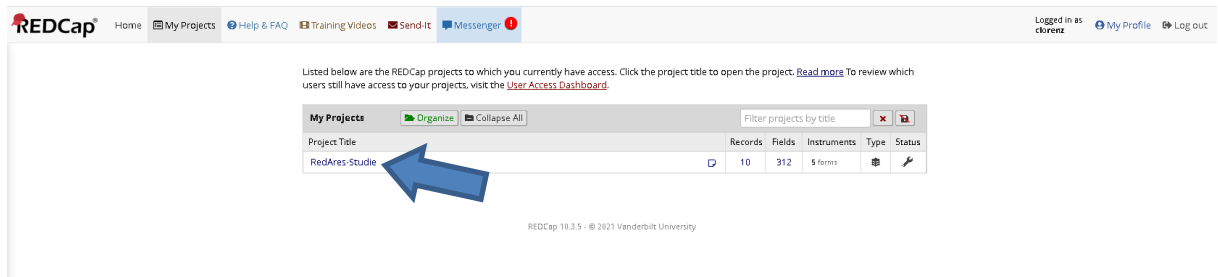 REDCap Home My Projects Help & FAQ Training Videos Send-It Messenger Logged in as clorenz My Profile Log out
Listed below are the REDCap projects to which you currently have access. Click the project title to open the project. Read more To review which
users still have access to your projects, visit the User Access Dashboard.
My Projects Organize Collapse All Filter projects by title
Project Title Records Fields Instruments Type Status
RedAres-Studie 10 312 5 forms
REDCap 10.3.5 - © 2021 Vanderbilt University